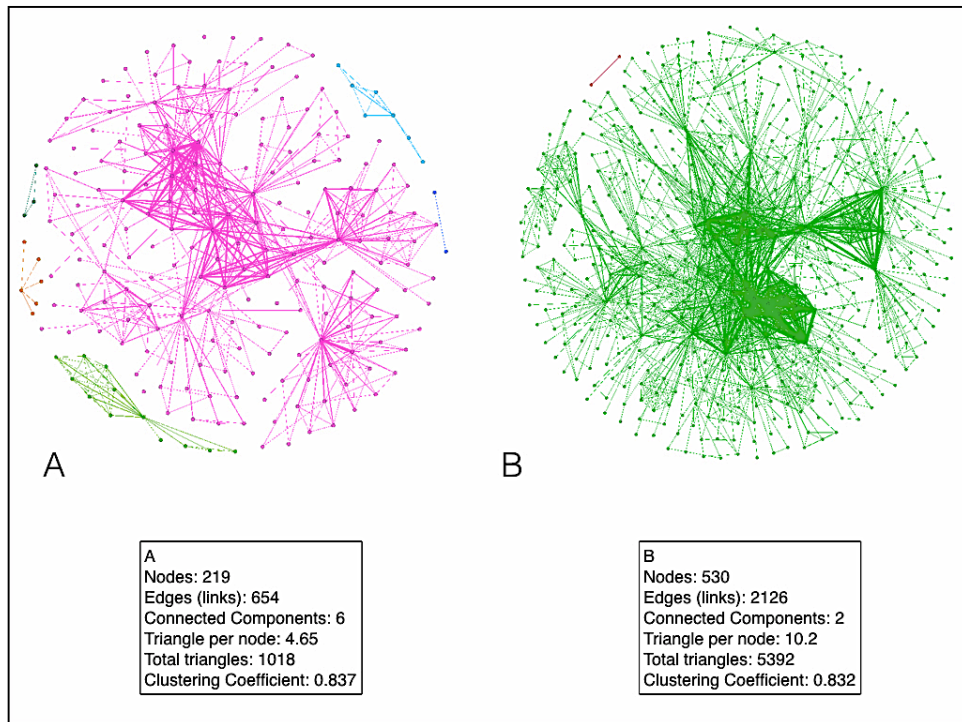 A
B
A
Nodes: 219
Edges (links): 654
Connected Components: 6
Triangle per node: 4.65
Total triangles: 1018
Clustering Coefficient: 0.837
B
Nodes: 530
Edges (links): 2126
Connected Components: 2
Triangle per node: 10.2
Total triangles: 5392
Clustering Coefficient: 0.832